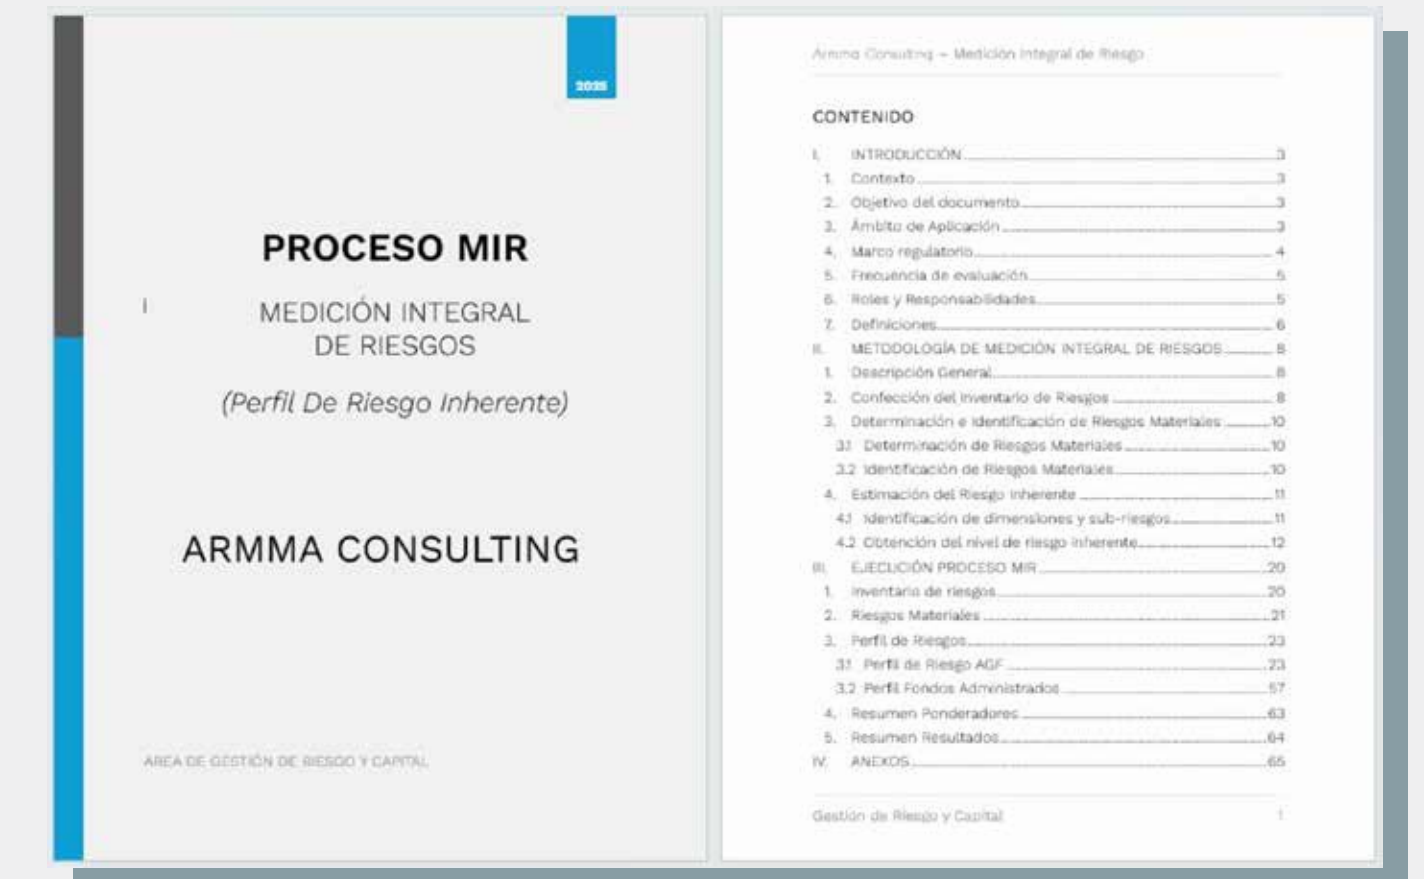 2025
PROCESO MIR
MEDICIÓN INTEGRAL
DE RIESGOS
(Perfil De Riesgo Inherente)
ARMMA CONSULTING
AREA DE GESTIÓN DE RIESGO Y CAPITAL
Armma Consulting – Medición Integral de Riesgo
CONTENIDO
I. INTRODUCCIÓN 3
1. Contexto 3
2. Objetivo del documento 3
3. Ámbito de Aplicación 3
4. Marco regulatorio 4
5. Frecuencia de evaluación 5
6. Roles y Responsabilidades 5
7. Definiciones 6
II. METODOLOGÍA DE MEDICIÓN INTEGRAL DE RIESGOS 8
1. Descripción General 8
2. Confección del Inventario de Riesgos 8
3. Determinación e Identificación de Riesgos Materiales 10
3.1 Determinación de Riesgos Materiales 10
3.2 Identificación de Riesgos Materiales 10
4. Estimación del Riesgo Inherente 11
4.1 Identificación de dimensiones y sub-riesgos 11
4.2 Obtención del nivel de riesgo inherente 12
III. EJECUCIÓN PROCESO MIR 20
1. Inventario de riesgos 20
2. Riesgos Materiales 21
3. Perfil de Riesgos 23
3.1 Perfil de Riesgo AGF 23
3.2 Perfil Fondos Administrados 57
4. Resumen Ponderadores 63
5. Resumen Resultados 64
IV. ANEXOS 65
Gestión de Riesgo y Capital 1